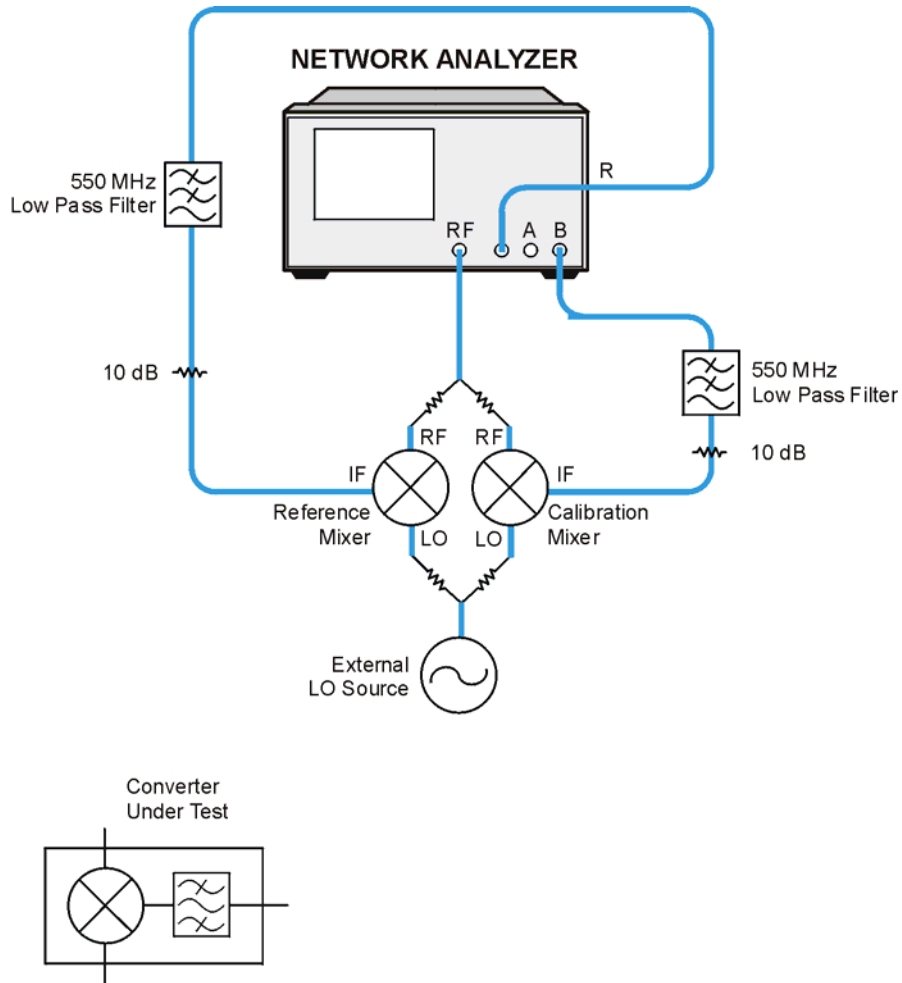 NETWORK ANALYZER
R
550 MHz
Low Pass Filter
RF
A
B
10 dB
550 MHz
Low Pass Filter
10 dB
RF
RF
IF
IF
Reference
Mixer
Calibration
Mixer
LO
LO
External
LO Source
Converter
Under Test